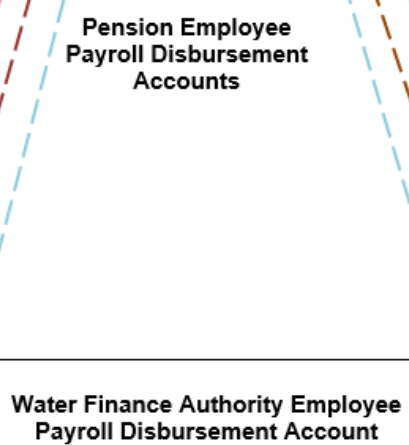 Pension Employee
Payroll Disbursement
Accounts
Water Finance Authority Employee
Payroll Disbursement Account